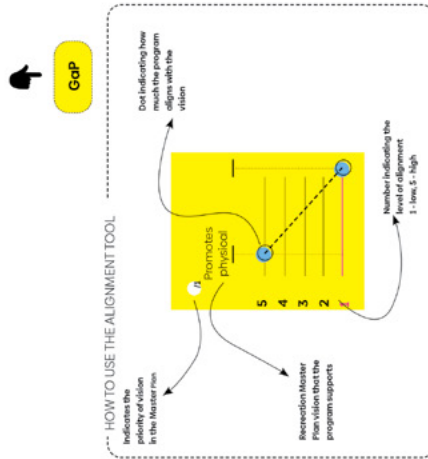 GaP
HOW TO USE THE ALIGNMENT TOOL
Indicates the
priority of vision
in the Master Plan
Dot indicating how
much the program
aligns with the
vision
Promotes
physical
5
4
3
2
1
Recreation Master
Plan vision that the
program supports
Number indicating the
level of alignment
1 - low, 5 - high